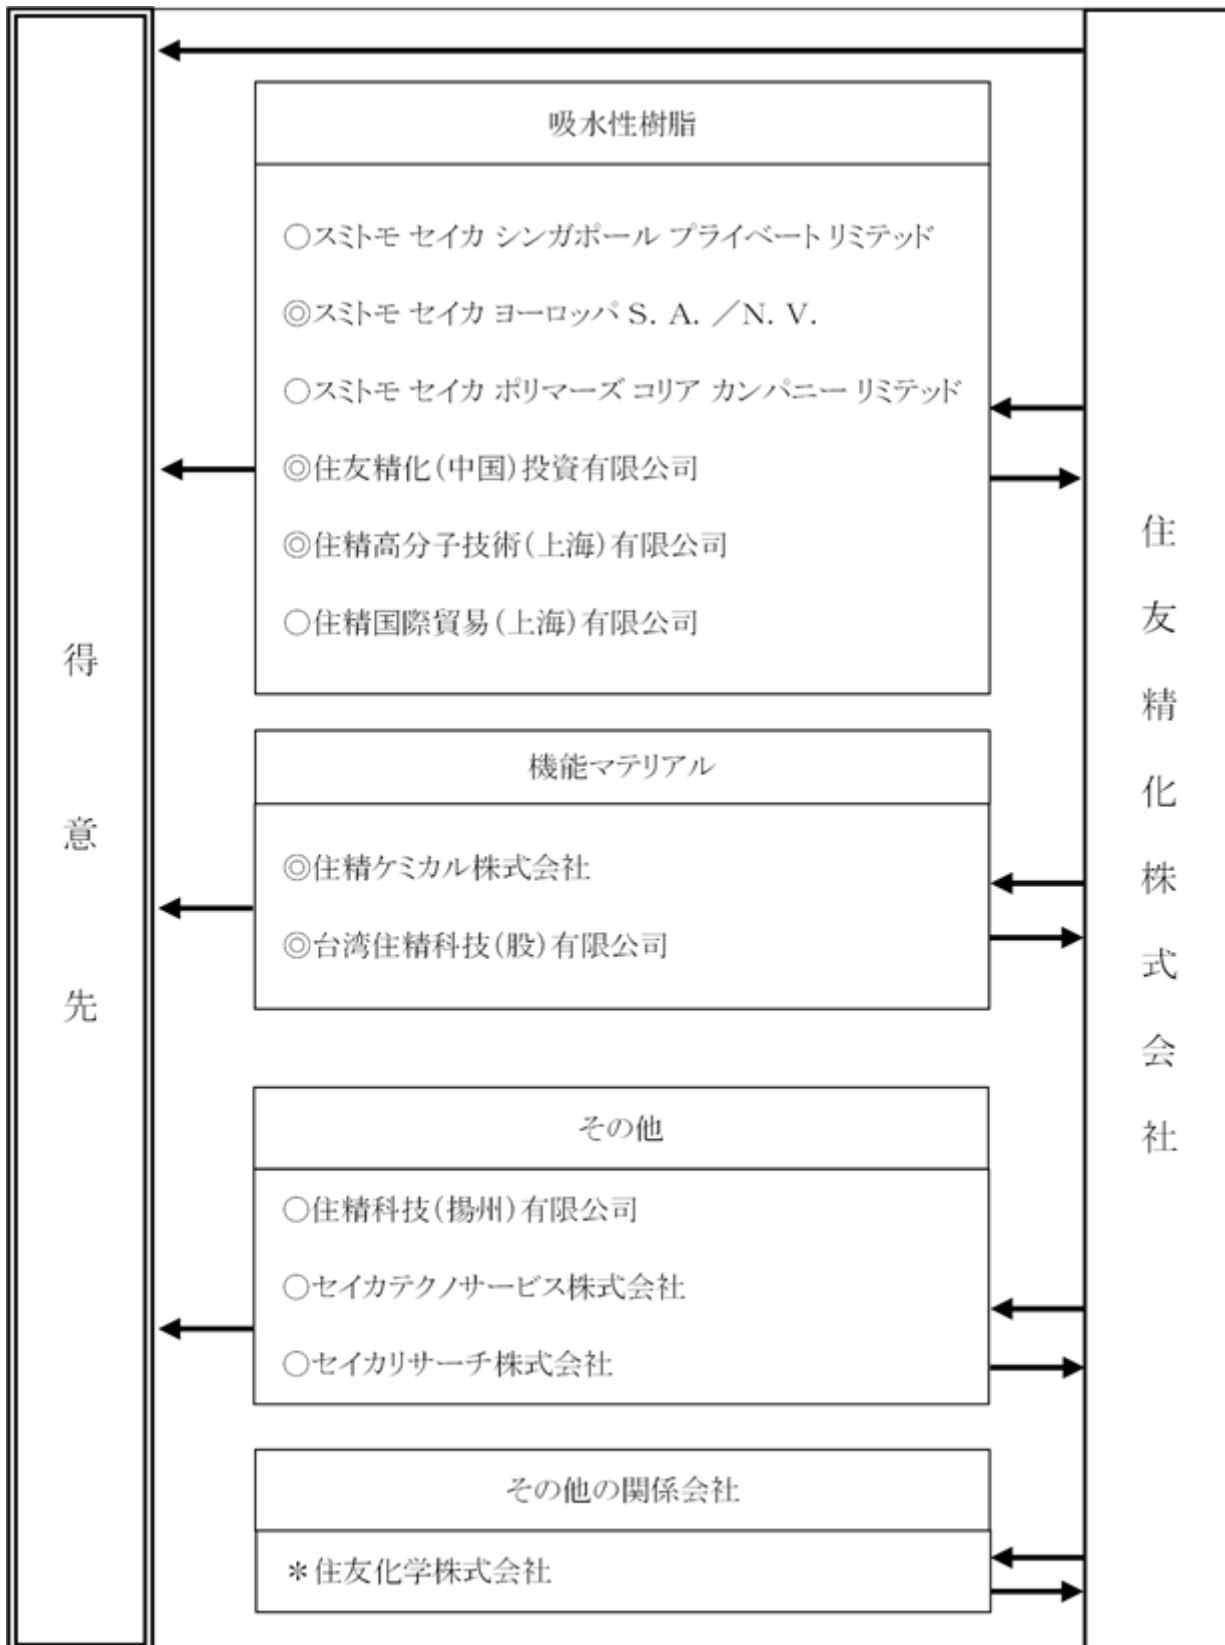 得意先
吸水性樹脂
○スミトモ セイカ シンガポール プライベート リミテッド
◎スミトモ セイカ ヨーロッパ S. A. ／N. V.
○スミトモ セイカ ポリマーズ コリア カンパニー リミテッド
◎住友精化(中国)投資有限公司
◎住精高分子技術(上海)有限公司
○住精国際貿易(上海)有限公司
機能マテリアル
◎住精ケミカル株式会社
◎台湾住精科技(股)有限公司
その他
○住精科技(揚州)有限公司
○セイカテクノサービス株式会社
○セイカリサーチ株式会社
その他の関係会社
＊住友化学株式会社
住友精化株式会社